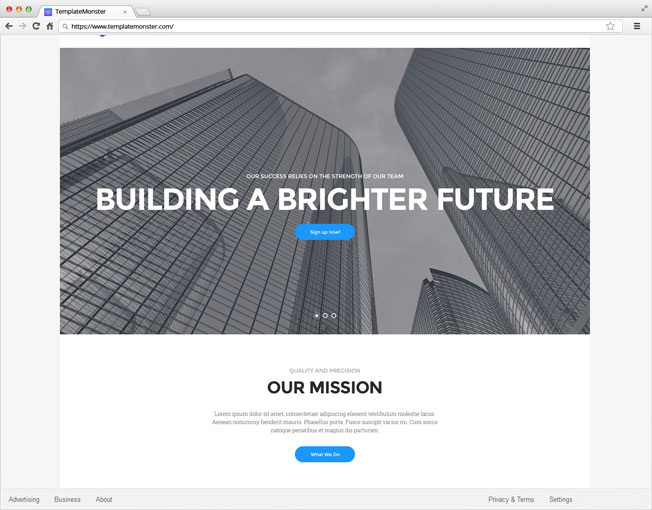 TemplateMonster
https://www.templatemonster.com/
OUR SUCCESS RELIES ON THE STRENGTH OF OUR TEAM
BUILDING A BRIGHTER FUTURE
Sign up now!
QUALITY AND PRECISION
OUR MISSION
Lorem ipsum dolor sit amet, consectetuer adipiscing elieent vestibulum molestie lacus.
Aenean nonummy henderit mauris. Phasellus porta. Fusce suscipit varius mi. Cum sociis
natoque penatibus et magnis dis parturien.
What We Do
Advertising Business About Privacy & Terms Settings